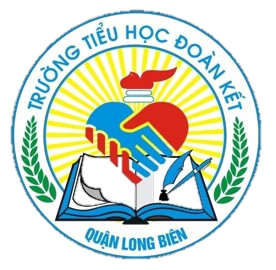 TRƯỜNG TIỂU HỌC ĐOÀN KẾT
QUẬN LONG BIÊN